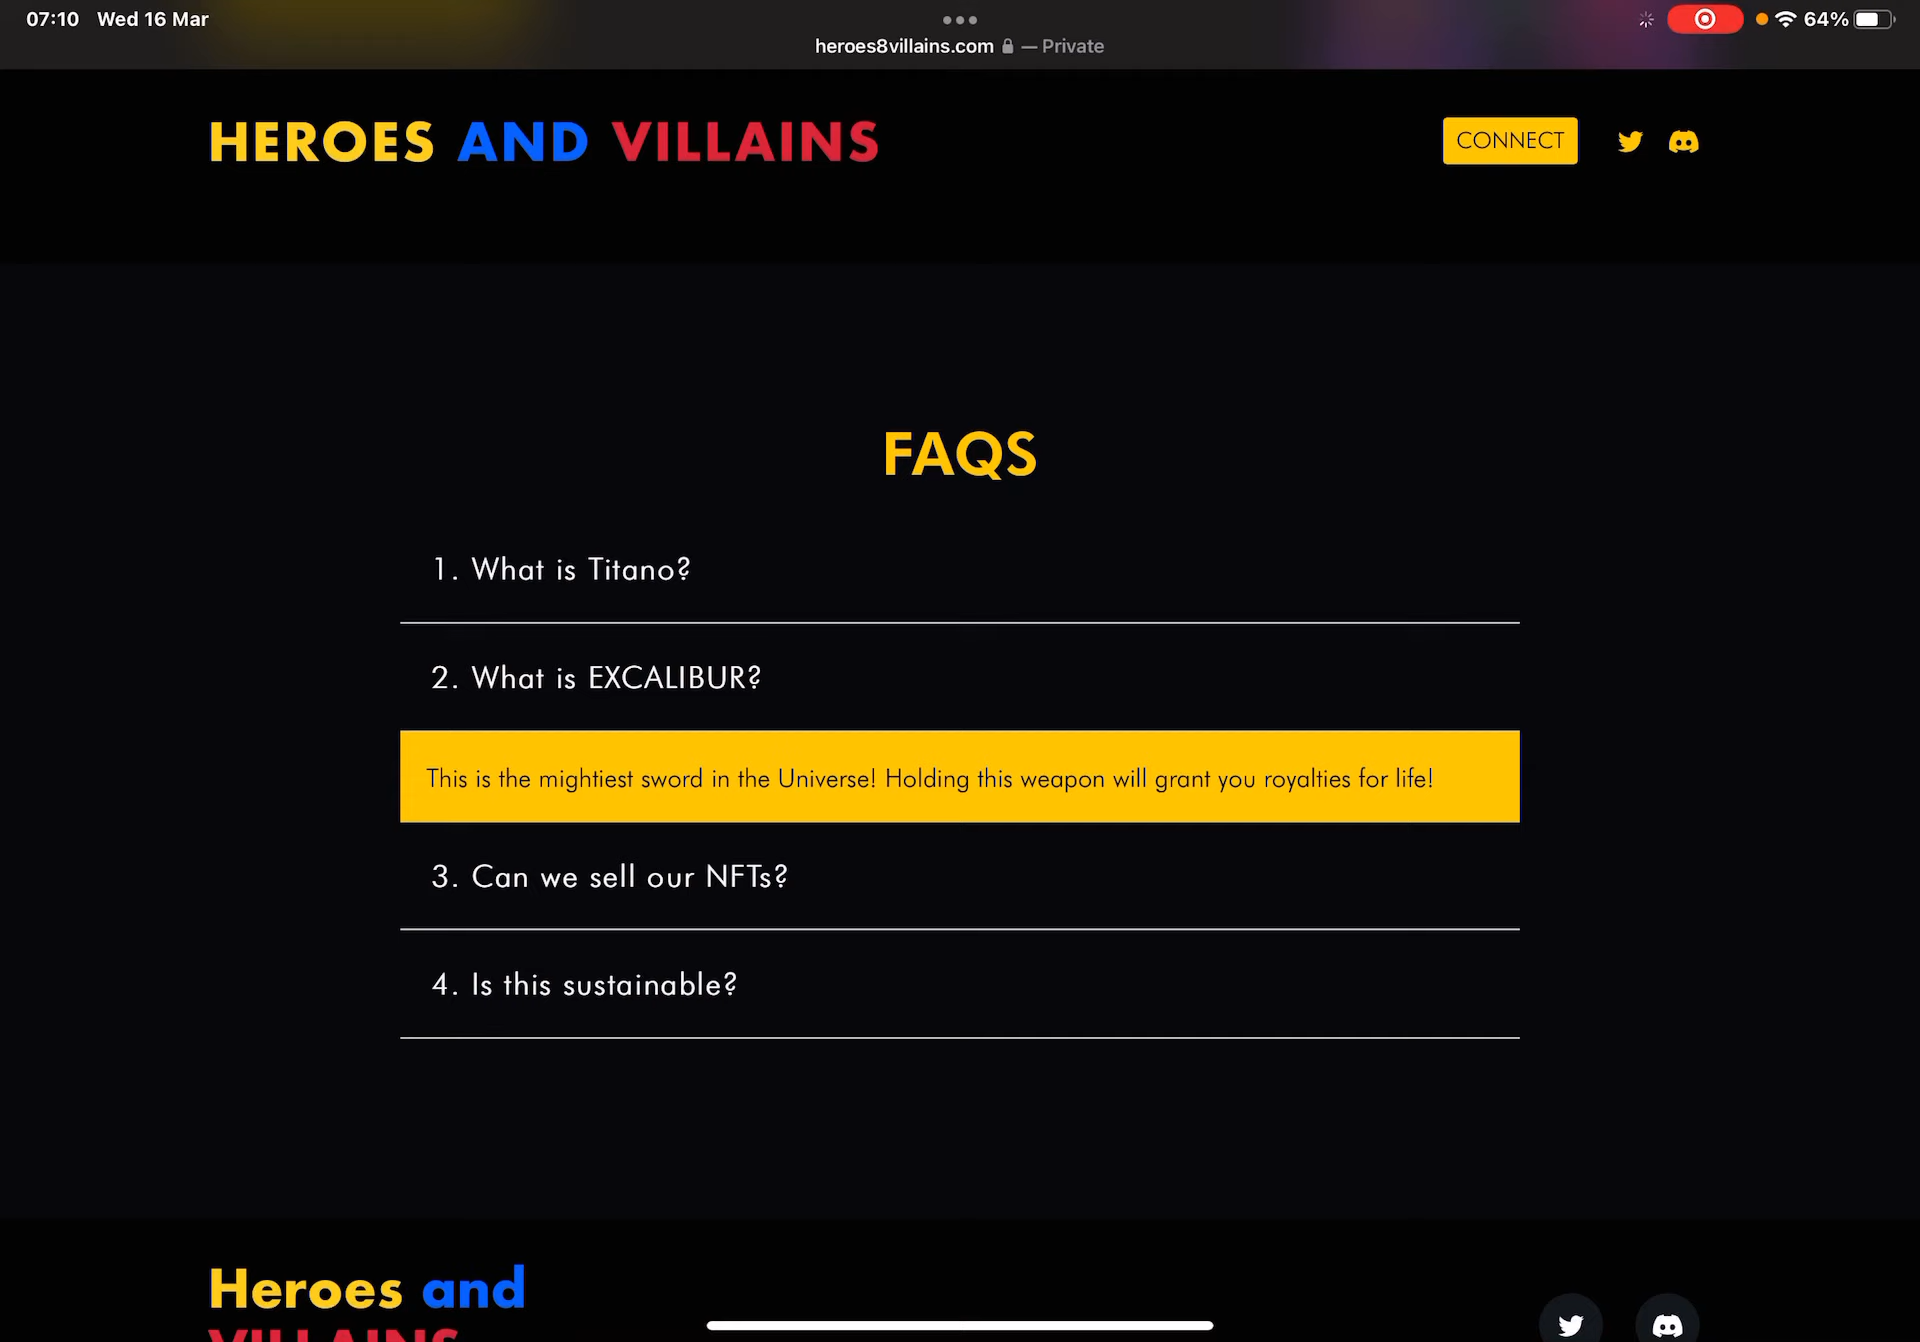 07:10 Wed 16 Mar
64%
heroes8villains.com — Private
HEROES AND VILLAINS
CONNECT
FAQS
1. What is Titano?
2. What is EXCALIBUR?
This is the mightiest sword in the Universe! Holding this weapon will grant you royalties for life!
3. Can we sell our NFTs?
4. Is this sustainable?
Heroes and
VILLAINS